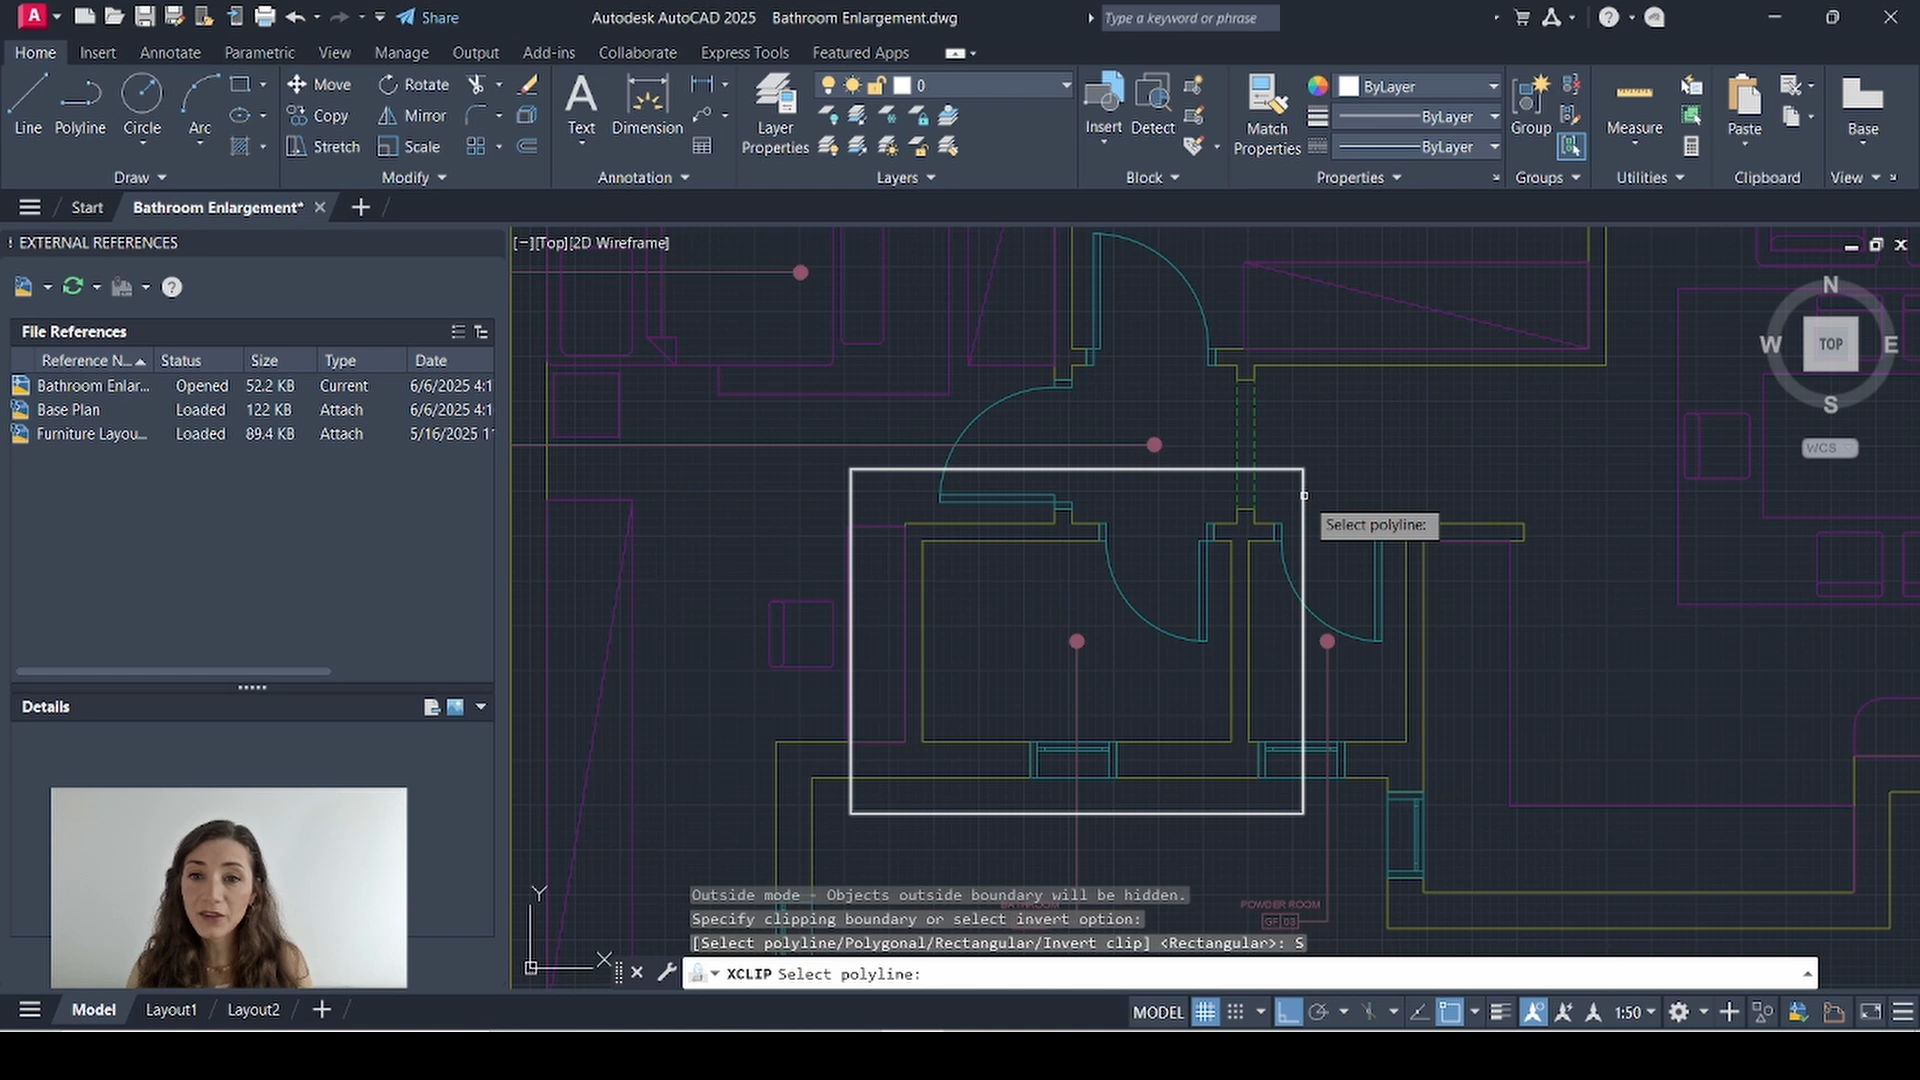 A Share Autodesk AutoCAD 2025 Bathroom Enlargement.dwg Type a keyword or phrase
Home Insert Annotate Parametric View Manage Output Add-ins Collaborate Express Tools Featured Apps
Line Polyline Circle Arc
Move Rotate
Copy Mirror
Stretch Scale
Text Dimension
Layer Properties
0
Insert Detect
Match Properties
ByLayer
ByLayer
ByLayer
Group Measure Paste Base
Draw Modify Annotation Layers Block Properties Groups Utilities Clipboard View
Start Bathroom Enlargement*
EXTERNAL REFERENCES
[−][Top][2D Wireframe]
File References
Reference N... Status Size Type Date
Bathroom Enlar... Opened 52.2 KB Current 6/6/2025 4:1
Base Plan Loaded 122 KB Attach 6/6/2025 4:1
Furniture Layou... Loaded 89.4 KB Attach 5/16/2025 1
N
W TOP E
S
WCS
Select polyline:
Details
Y
X
POWDER ROOM
GF 03
Outside mode - Objects outside boundary will be hidden.
Specify clipping boundary or select invert option:
[Select polyline/Polygonal/Rectangular/Invert clip] <Rectangular>: S
XCLIP Select polyline:
Model Layout1 Layout2
MODEL 1:50